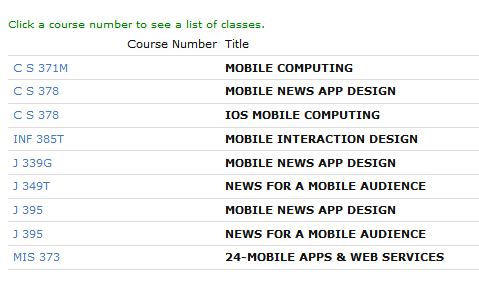 Click a course number to see a list of classes.
Course Number Title
C S 371M MOBILE COMPUTING
C S 378 MOBILE NEWS APP DESIGN
C S 378 IOS MOBILE COMPUTING
INF 385T MOBILE INTERACTION DESIGN
J 339G MOBILE NEWS APP DESIGN
J 349T NEWS FOR A MOBILE AUDIENCE
J 395 MOBILE NEWS APP DESIGN
J 395 NEWS FOR A MOBILE AUDIENCE
MIS 373 24-MOBILE APPS & WEB SERVICES